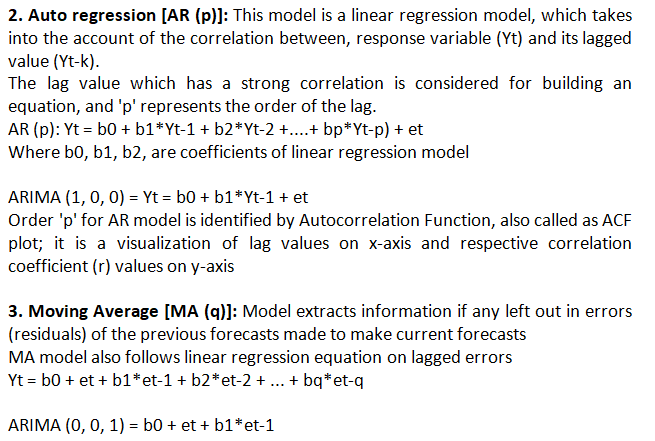 2. Auto regression [AR (p)]: This model is a linear regression model, which takes
into the account of the correlation between, response variable (Yt) and its lagged
value (Yt-k).
The lag value which has a strong correlation is considered for building an
equation, and 'p' represents the order of the lag.
AR (p): Yt = b0 + b1*Yt-1 + b2*Yt-2 +....+ bp*Yt-p) + et
Where b0, b1, b2, are coefficients of linear regression model
ARIMA (1, 0, 0) = Yt = b0 + b1*Yt-1 + et
Order 'p' for AR model is identified by Autocorrelation Function, also called as ACF
plot; it is a visualization of lag values on x-axis and respective correlation
coefficient (r) values on y-axis
3. Moving Average [MA (q)]: Model extracts information if any left out in errors
(residuals) of the previous forecasts made to make current forecasts
MA model also follows linear regression equation on lagged errors
Yt = b0 + et + b1*et-1 + b2*et-2 + ... + bq*et-q
ARIMA (0, 0, 1) = b0 + et + b1*et-1